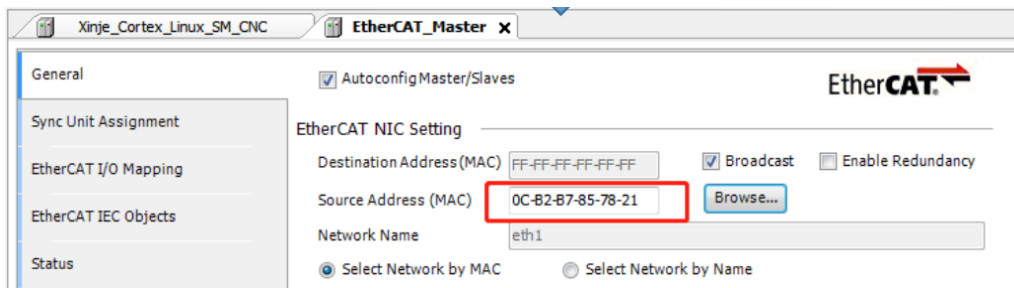 Xinje_Cortex_Linux_SM_CNC EtherCAT_Master X
General
Autoconfig Master/Slaves
EtherCAT
Sync Unit Assignment
EtherCAT NIC Setting
EtherCAT I/O Mapping
Destination Address (MAC) FF-FF-FF-FF-FF-FF Broadcast Enable Redundancy
EtherCAT IEC Objects
Source Address (MAC) 0C-B2-B7-85-78-21 Browse...
Network Name eth1
Status
Select Network by MAC Select Network by Name